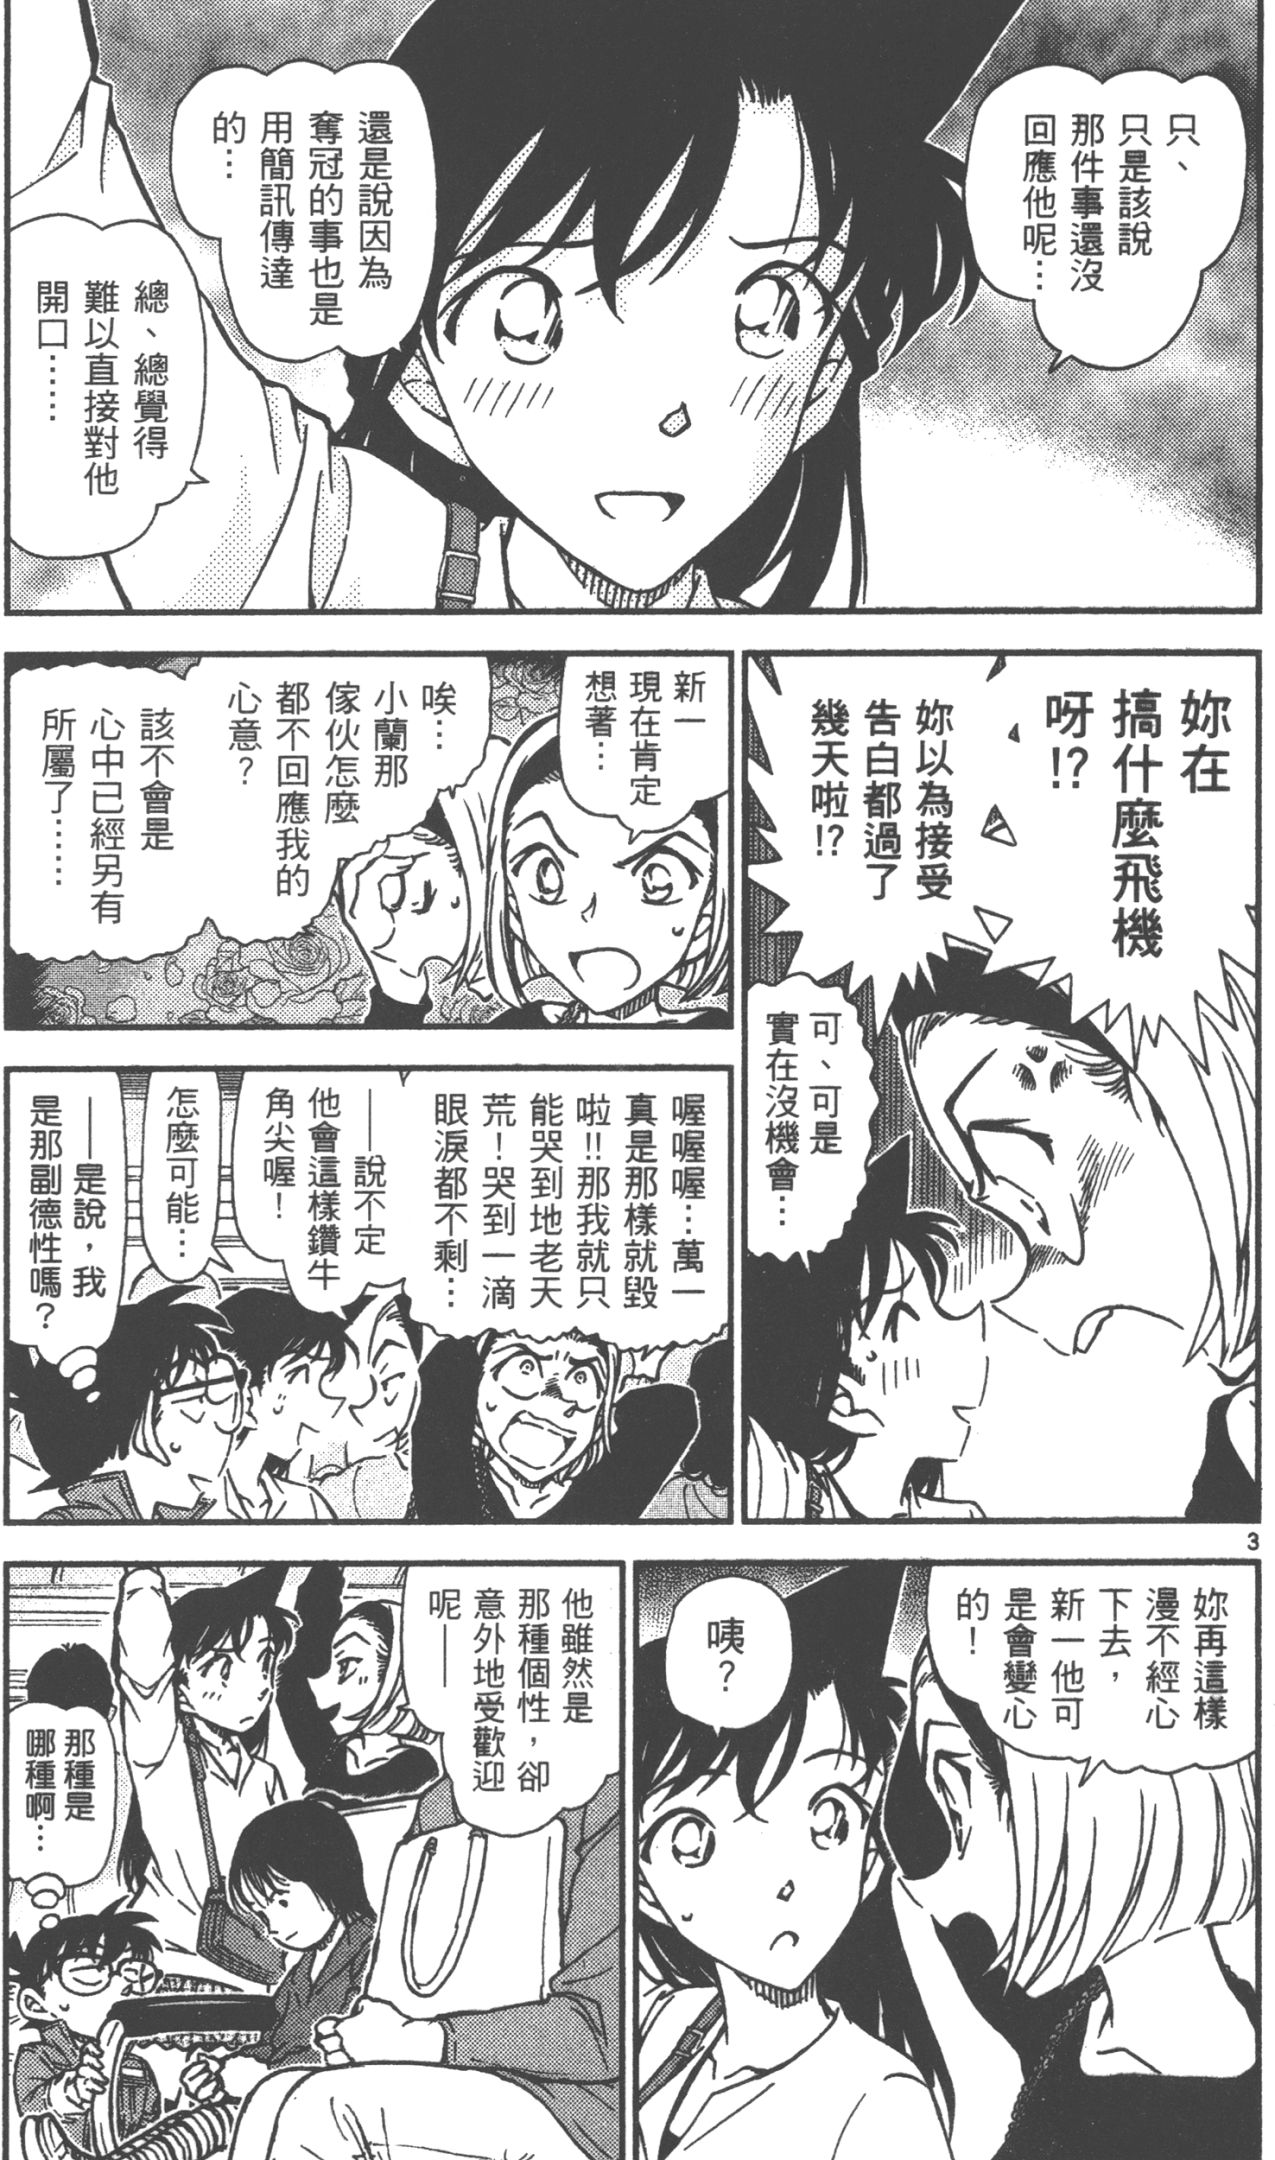 只、
只是該說
那件事還沒
回應他呢…
還是說因為
奪冠的事也是
用簡訊傳達
的…
總、總覺得
難以直接對他
開口……
妳在
搞什麼飛機
呀!?
妳以為接受
告白都過了
幾天啦!?
可、可是
實在沒機會…
新一
現在肯定
想著…
唉…
小蘭那
傢伙怎麼
都不回應我的
心意？
該不會是
心中己經另有
所屬了……
喔喔喔…萬一
真是那樣就毀
啦!!那我就只
能哭到地老天
荒！哭到一滴
眼淚都不剩…
——說不定
他會這樣鑽牛
角尖喔！
怎麼可能…
——是說，我
是那副德性嗎？
3
妳再這樣
漫不經心
下去，
新一他可
是會變心
的！
咦？
他雖然是
那種個性，卻
意外地受歡迎
呢——
那種是
哪種啊…